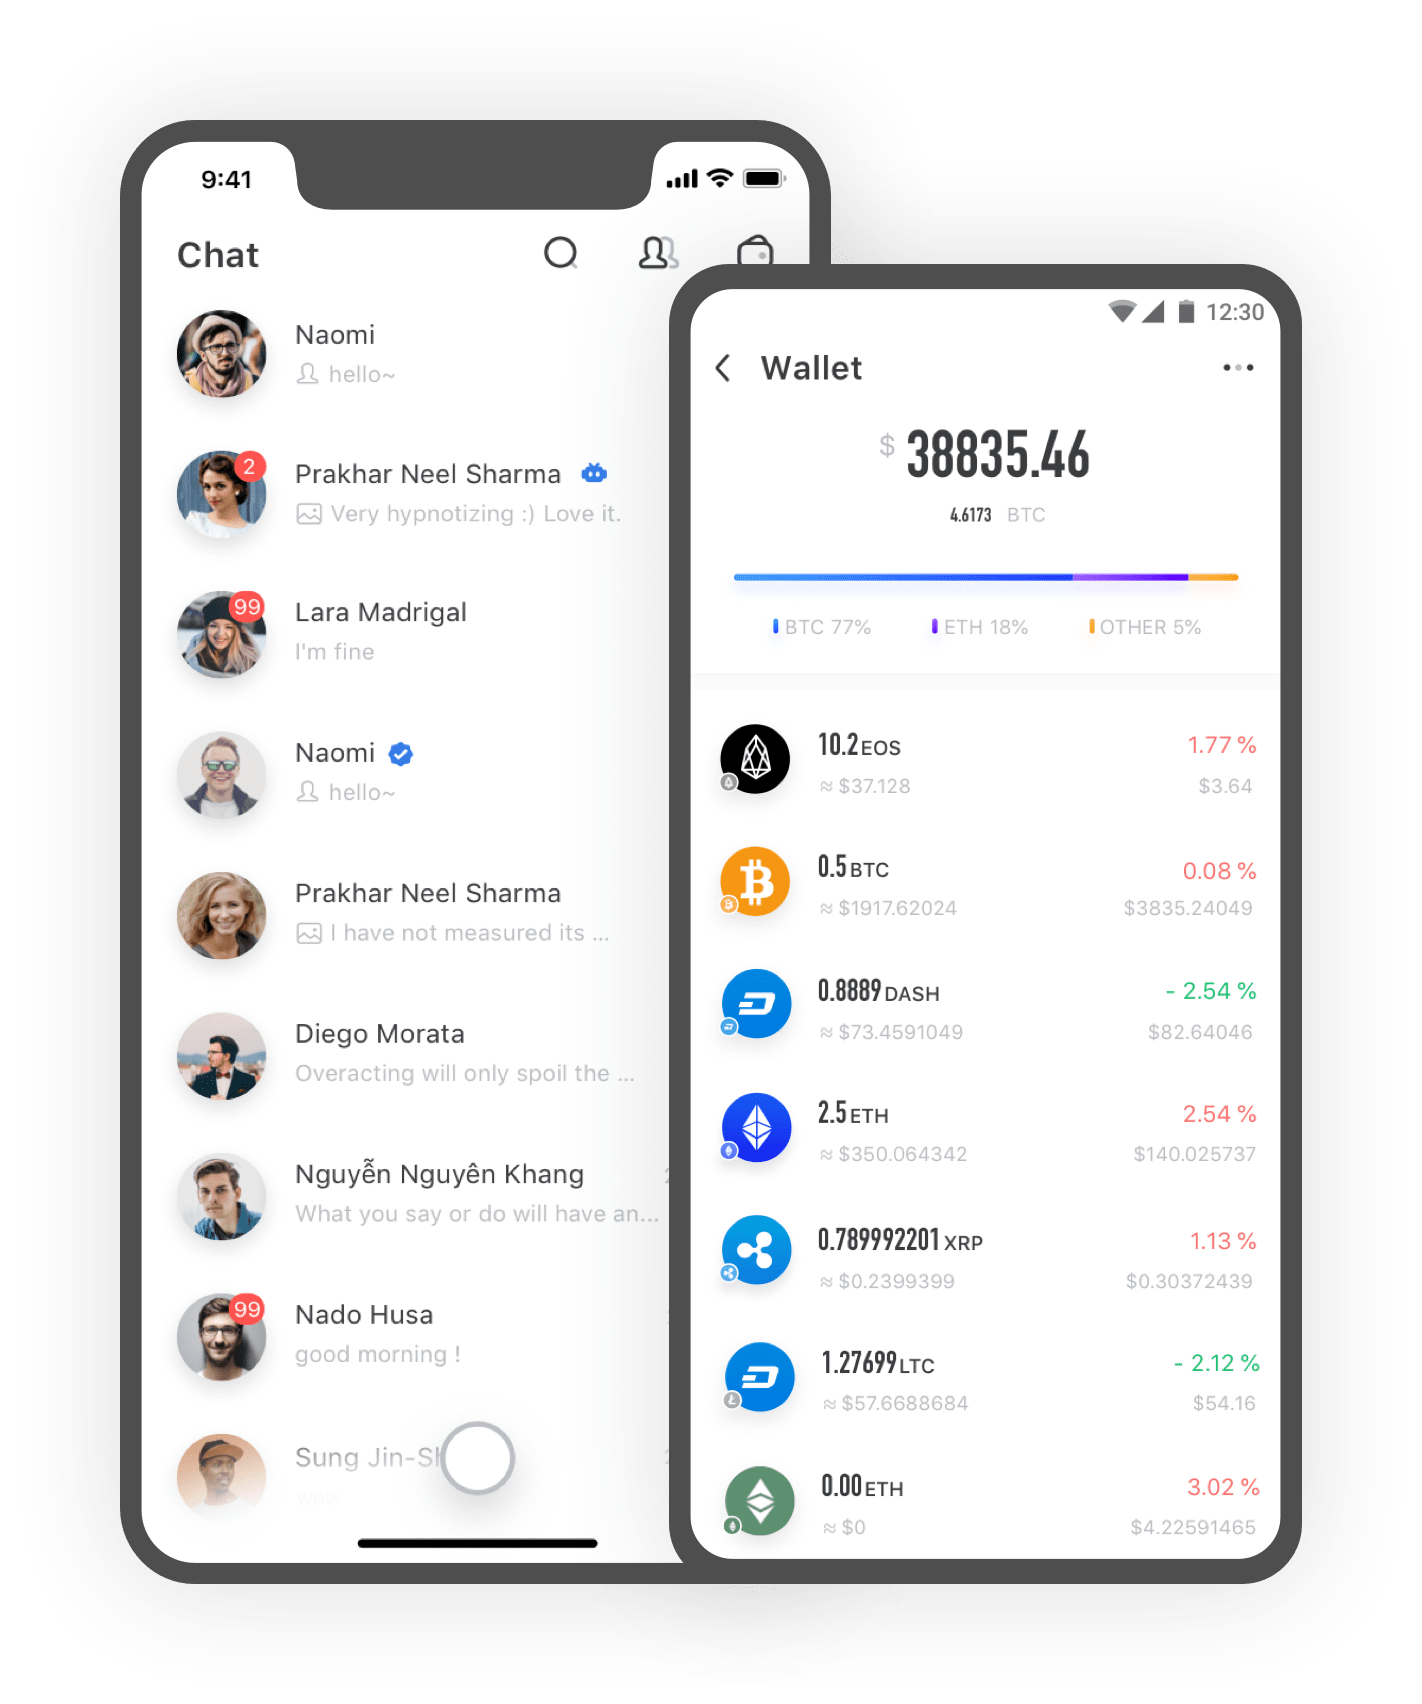 9:41
Chat
Naomi
hello~
2
Prakhar Neel Sharma
Very hypnotizing :) Love it.
99
Lara Madrigal
I'm fine
Naomi
hello~
Prakhar Neel Sharma
I have not measured its ...
Diego Morata
Overacting will only spoil the ...
Nguyễn Nguyên Khang
What you say or do will have an...
99
Nado Husa
good morning !
Sung Jin-Sh
wow
12:30
Wallet
$ 38835.46
4.6173 BTC
BTC 77% ETH 18% OTHER 5%
10.2 EOS 1.77 %
≈ $37.128 $3.64
0.5 BTC 0.08 %
≈ $1917.62024 $3835.24049
0.8889 DASH - 2.54 %
≈ $73.4591049 $82.64046
2.5 ETH 2.54 %
≈ $350.064342 $140.025737
0.789992201 XRP 1.13 %
≈ $0.2399399 $0.30372439
1.27699 LTC - 2.12 %
≈ $57.6688684 $54.16
0.00 ETH 3.02 %
≈ $0 $4.22591465